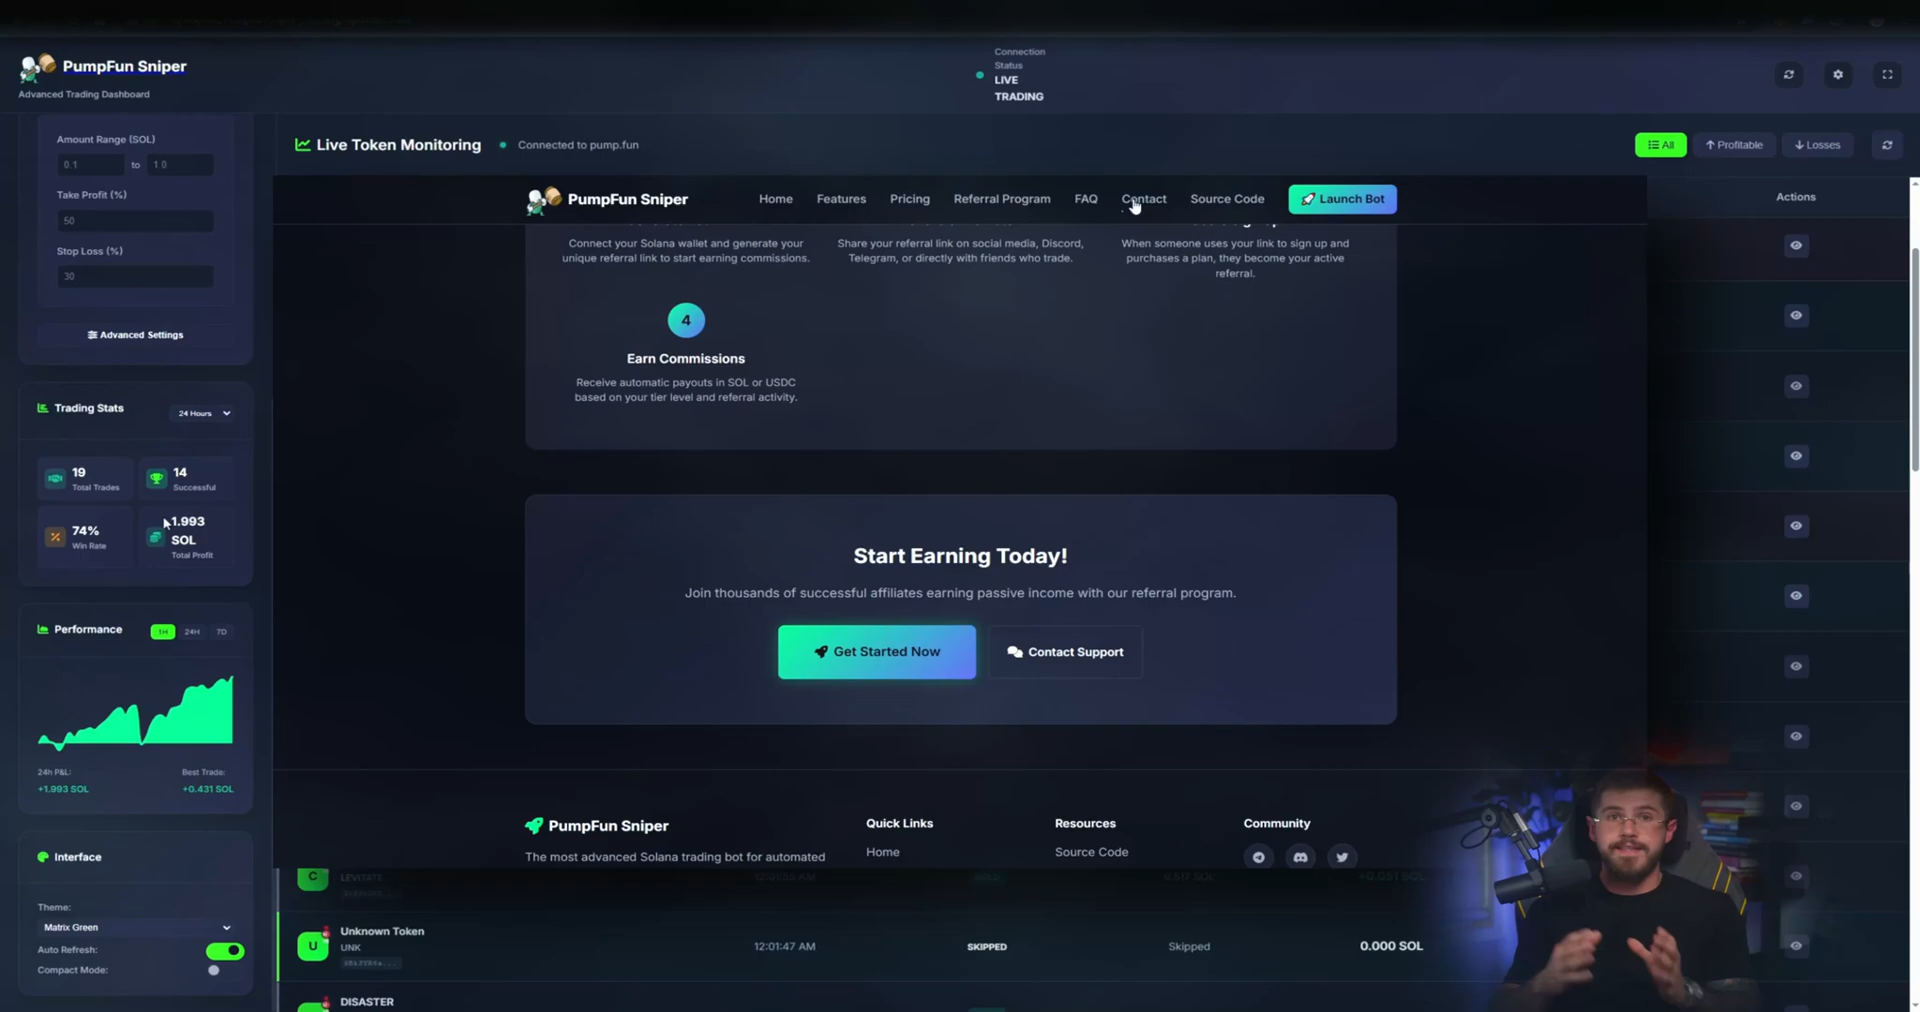 PumpFun Sniper
Advanced Trading Dashboard
Connection
Status
LIVE
TRADING
Amount Range (SOL)
0.1 to 1 0
Take Profit (%)
50
Stop Loss (%)
30
Advanced Settings
Trading Stats
24 Hours
19
Total Trades
14
Successful
74%
Win Rate
1.993
SOL
Total Profit
Performance
1H 24H 7D
24h P&L:
+1.993 SOL
Best Trade:
+0.431 SOL
Interface
Theme:
Matrix Green
Auto Refresh:
Compact Mode:
Live Token Monitoring
Connected to pump.fun
All
Profitable
Losses
Actions
PumpFun Sniper
Home Features Pricing Referral Program FAQ Contact Source Code Launch Bot
Connect your Solana wallet and generate your
unique referral link to start earning commissions.
Share your referral link on social media, Discord,
Telegram, or directly with friends who trade.
When someone uses your link to sign up and
purchases a plan, they become your active
referral.
4
Earn Commissions
Receive automatic payouts in SOL or USDC
based on your tier level and referral activity.
Start Earning Today!
Join thousands of successful affiliates earning passive income with our referral program.
Get Started Now
Contact Support
PumpFun Sniper
The most advanced Solana trading bot for automated
Quick Links
Home
Resources
Source Code
Community
C
LEVITATE
12:01:55 AM
U
Unknown Token
UNK
12:01:47 AM
SKIPPED
Skipped
0.000 SOL
DISASTER